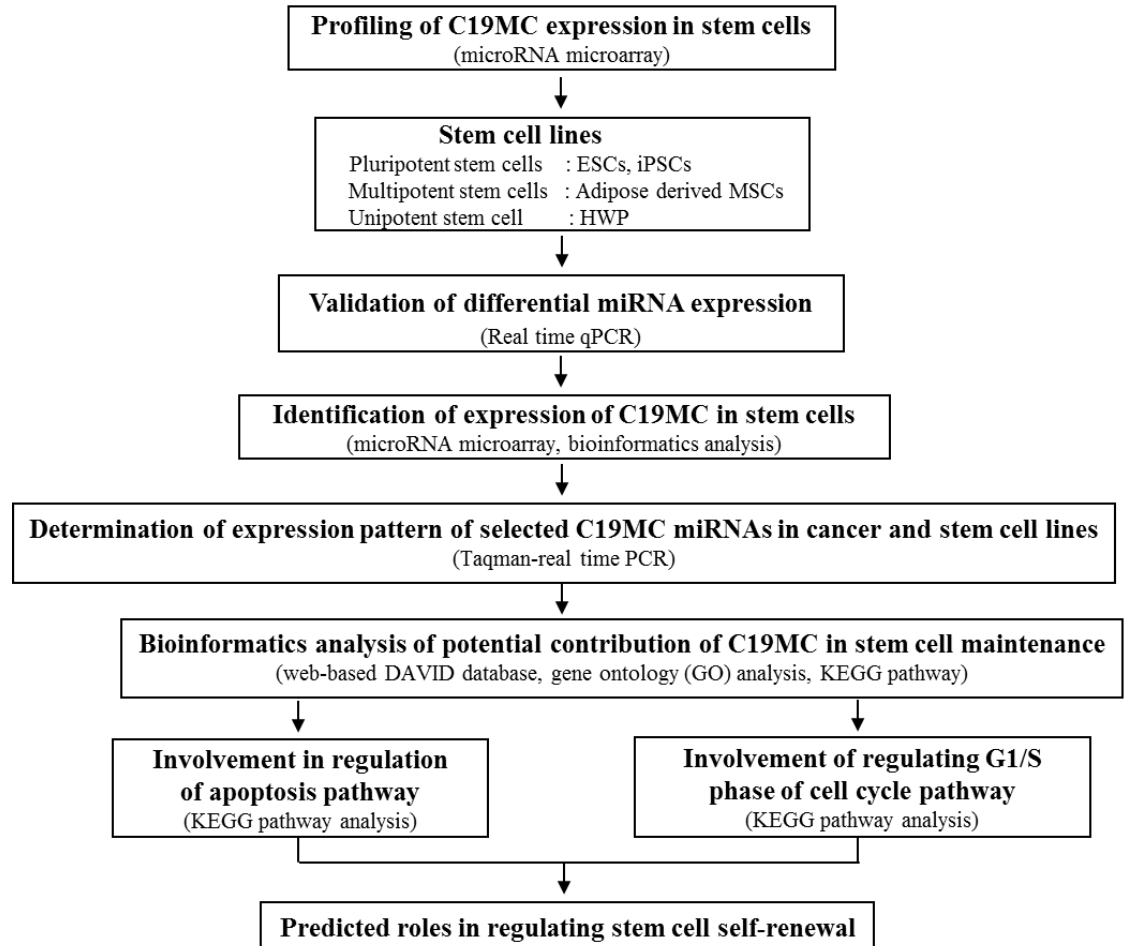 Profiling of C19MC expression in stem cells
(microRNA microarray)
Stem cell lines
Pluripotent stem cells : ESCs, iPSCs
Multipotent stem cells : Adipose derived MSCs
Unipotent stem cell : HWP
Validation of differential miRNA expression
(Real time qPCR)
Identification of expression of C19MC in stem cells
(microRNA microarray, bioinformatics analysis)
Determination of expression pattern of selected C19MC miRNAs in cancer and stem cell lines
(Taqman-real time PCR)
Bioinformatics analysis of potential contribution of C19MC in stem cell maintenance
(web-based DAVID database, gene ontology (GO) analysis, KEGG pathway)
Involvement in regulation
of apoptosis pathway
(KEGG pathway analysis)
Involvement of regulating G1/S
phase of cell cycle pathway
(KEGG pathway analysis)
Predicted roles in regulating stem cell self-renewal